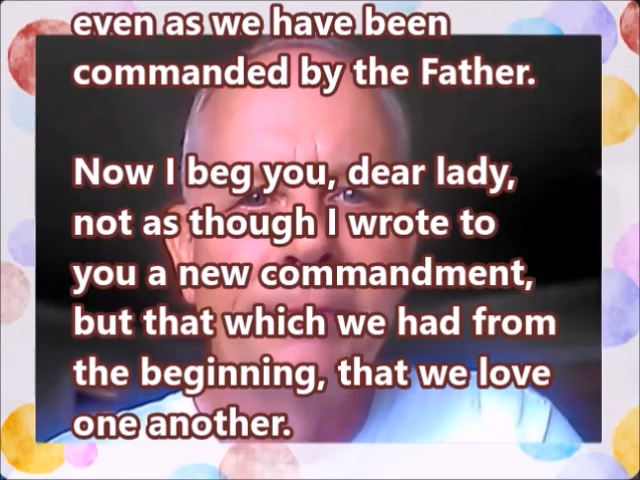 even as we have been
commanded by the Father.
Now I beg you, dear lady,
not as though I wrote to
you a new commandment,
but that which we had from
the beginning, that we love
one another.